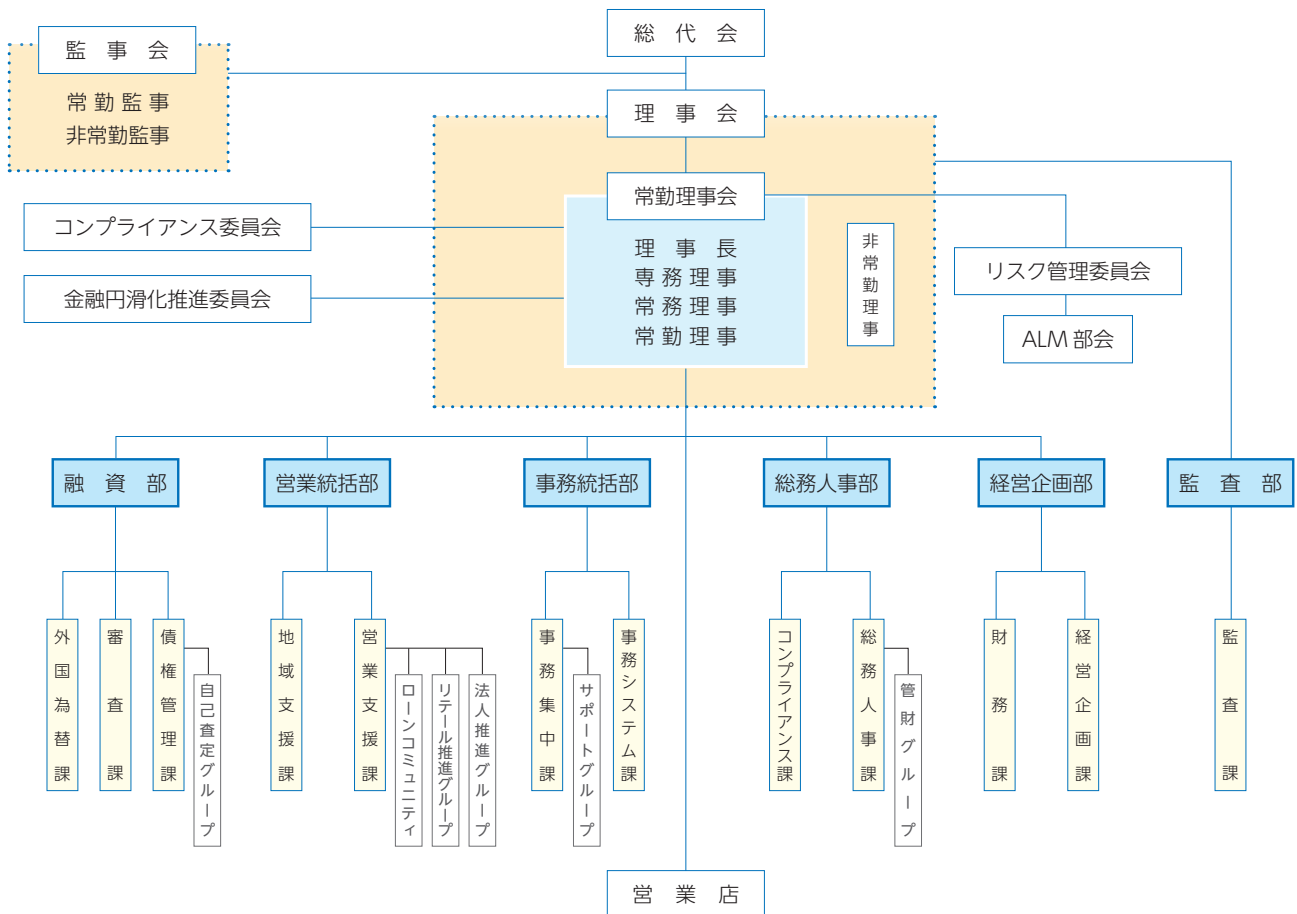 総代会
監事会
常勤監事
非常勤監事
理事会
常勤理事会
理事長
専務理事
常務理事
常勤理事
非常勤理事
コンプライアンス委員会
金融円滑化推進委員会
リスク管理委員会
ALM部会
融資部
営業統括部
事務統括部
総務人事部
経営企画部
監査部
外国為替課
審査課
債権管理課
自己査定グループ
地域支援課
営業支援課
ローンコミュニティ
リテール推進グループ
法人推進グループ
事務集中課
サポートグループ
事務システム課
コンプライアンス課
総務人事課
管財グループ
財務課
経営企画課
監査課
営業店